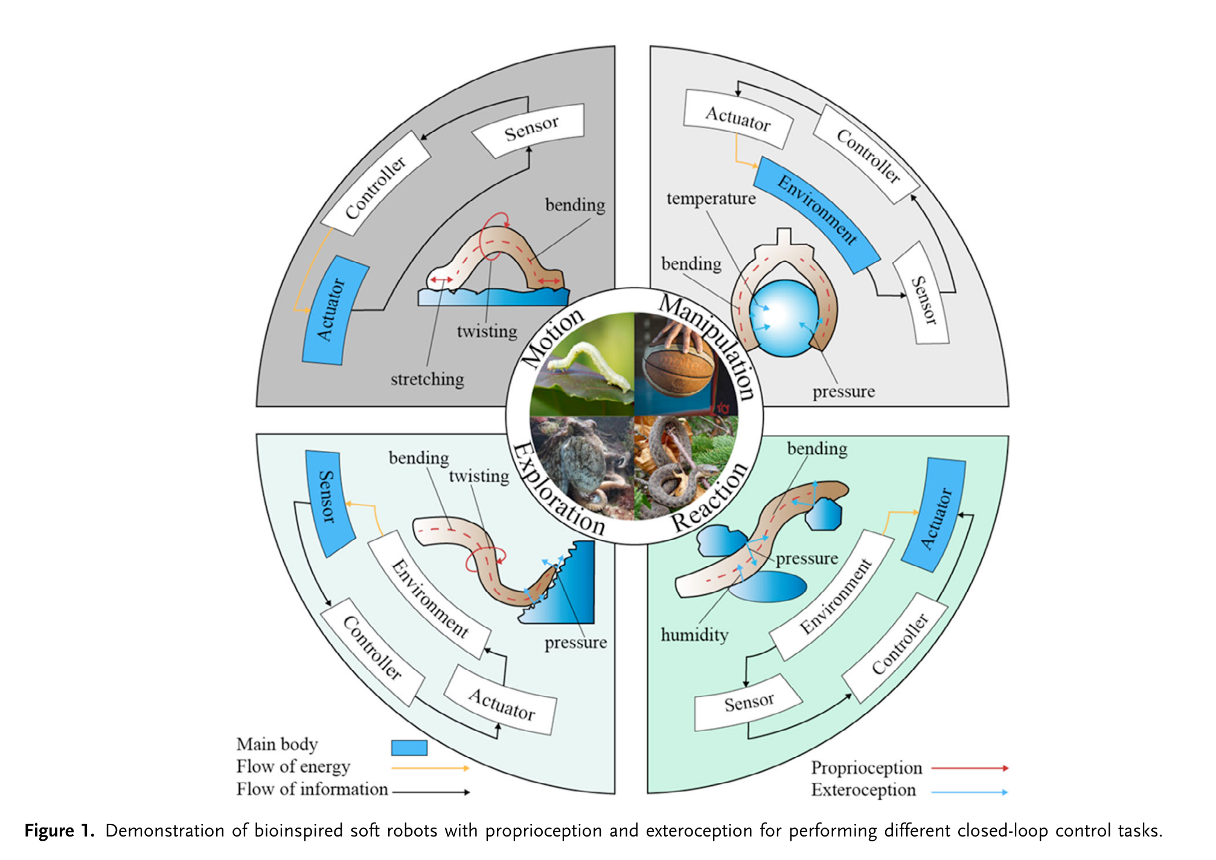 Sensor
Controller
Actuator
bending
twisting
stretching
Motion
Actuator
Controller
Environment
Sensor
temperature
bending
pressure
Manipulation
Sensor
Environment
Controller
Actuator
bending
twisting
pressure
Exploration
bending
pressure
humidity
Actuator
Environment
Controller
Sensor
Reaction
Main body
Flow of energy
Flow of information
Proprioception
Exteroception
Figure 1. Demonstration of bioinspired soft robots with proprioception and exteroception for performing different closed-loop control tasks.